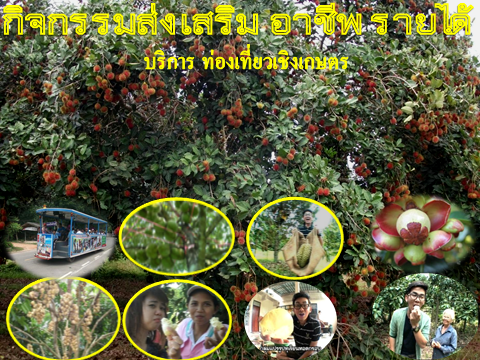 กิจกรรมส่งเสริม อาชีพ รายได้
บริการ ท่องเที่ยวเชิงเกษตร